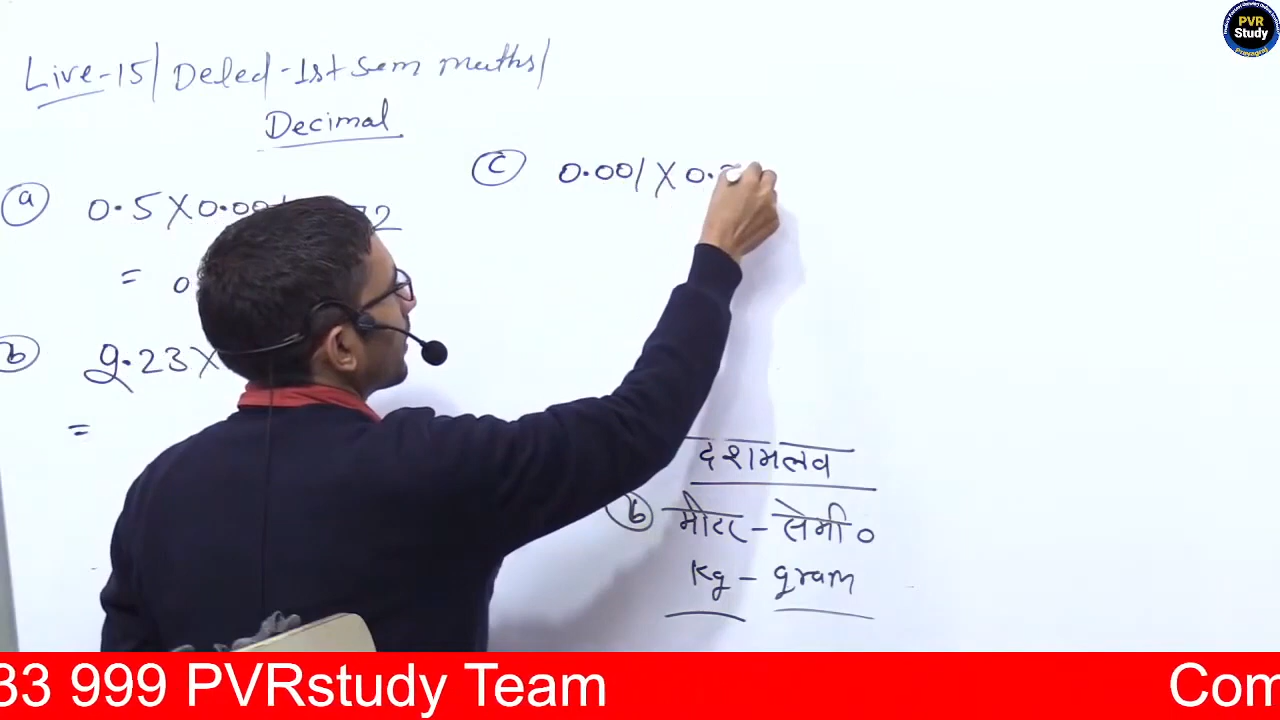 Live-15/ Deled-1st sem maths/
Decimal
(a) 0.5 X 0.00
= 0
(b) 9.23 X
=
(c) 0.001 X 0.
दशमलव
(b) मीटर - सेमी०
Kg - gram
PVR
Study
Prayagraj
33 999 PVRstudy Team
Com